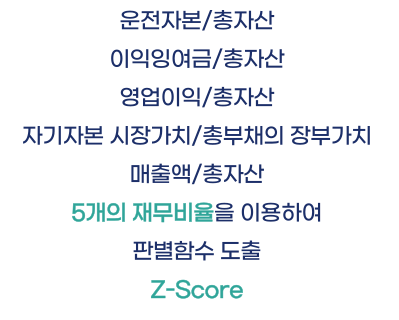 운전자본/총자산
이익잉여금/총자산
영업이익/총자산
자기자본 시장가치/총부채의 장부가치
매출액/총자산
5개의 재무비율을 이용하여
판별함수 도출
Z-Score